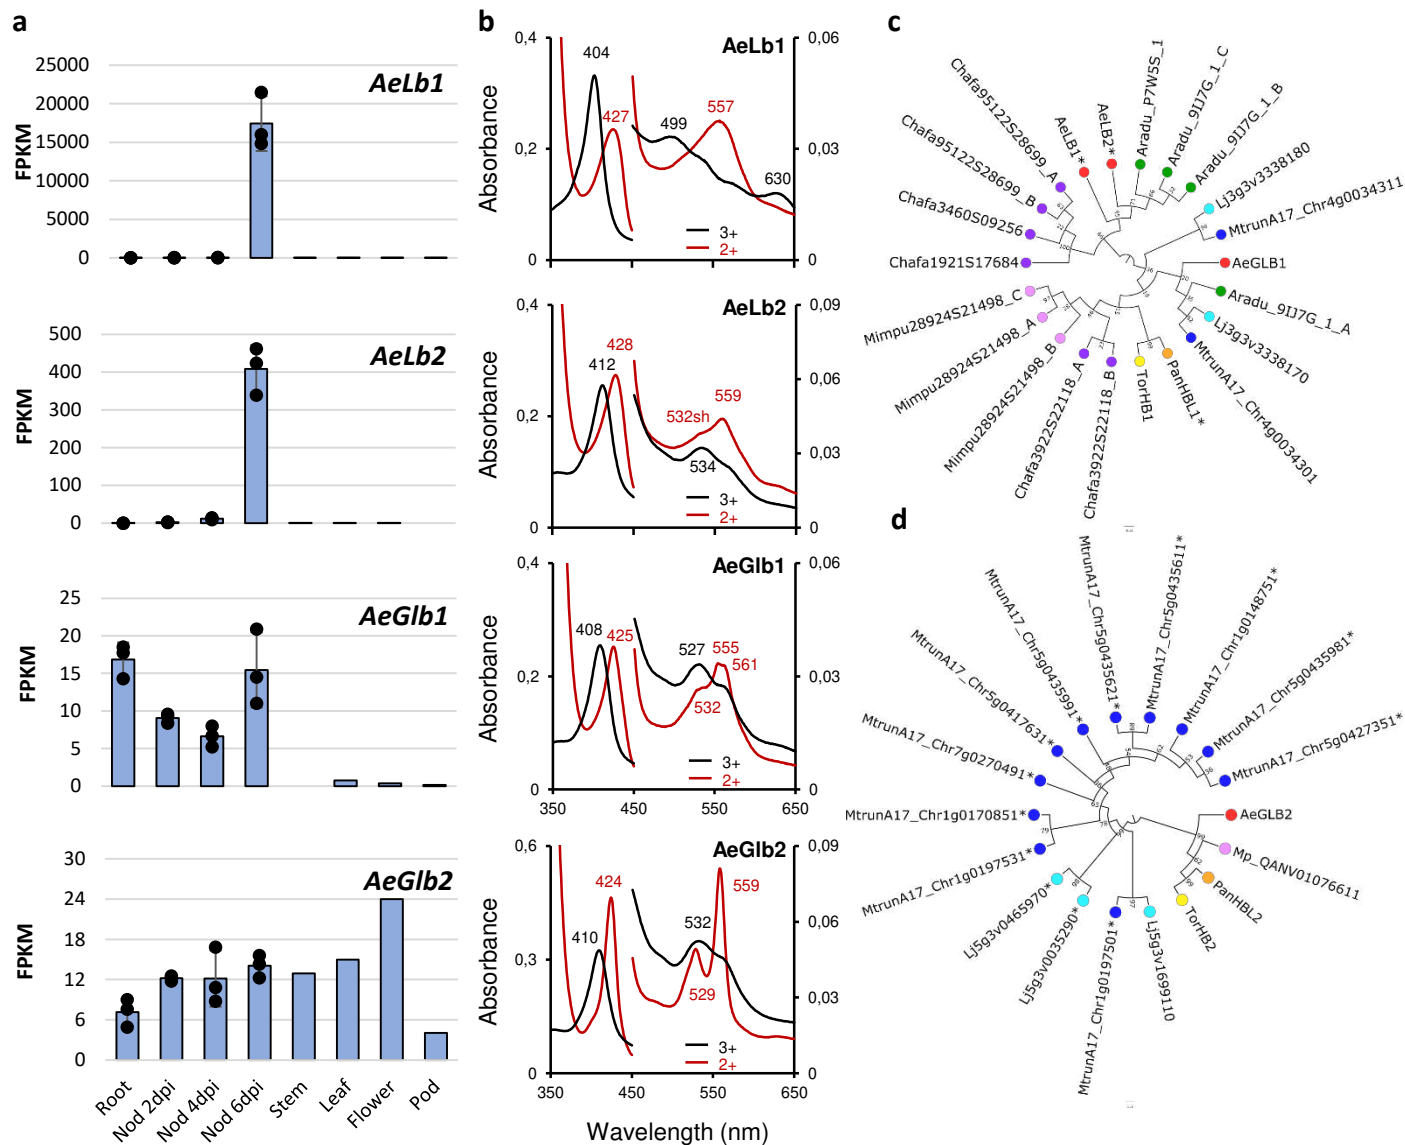 a
25000
20000
15000
10000
5000
0
FPKM
AeLb1
500
400
300
200
100
0
FPKM
AeLb2
25
20
15
10
5
0
FPKM
AeGlb1
30
24
18
12
6
0
FPKM
AeGlb2
Root
Nod 2dpi
Nod 4dpi
Nod 6dpi
Stem
Leaf
Flower
Pod
b
AeLb1
0,4
0,2
0
Absorbance
0,06
0,03
0
404
427
499
557
630
3+
2+
AeLb2
0,4
0,2
0
Absorbance
0,09
0,06
0,03
0
428
412
532sh
559
534
3+
2+
AeGlb1
0,4
0,2
0
Absorbance
0,06
0,03
0
408
425
527
555
561
532
3+
2+
350
450
550
650
AeGlb2
0,6
0,3
0
Absorbance
0,09
0,06
0,03
0
424
410
532
559
529
3+
2+
350
450
550
650
Wavelength (nm)
c
Chafa95122S28699_A
Chafa95122S28699_B
Chafa3460S09256
Chafa1921S17684
Mimpu28924S21498_C
Mimpu28924S21498_A
Mimpu28924S21498_B
Chafa3922S22118_A
Chafa3922S22118_B
TorHB1
PanHBL1*
MtrunA17_Chr4g0034301
Lj3g3v3338170
Aradu_9IJ7G_1_A
AeGLB1
MtrunA17_Chr4g0034311
Lj3g3v3338180
Aradu_9IJ7G_1_B
Aradu_9IJ7G_1_C
Aradu_P7W5S_1
AeLB2*
AeLB1*
d
MtrunA17_Chr5g0435611*
MtrunA17_Chr1g0148751*
MtrunA17_Chr5g0435981*
MtrunA17_Chr5g0427351*
AeGLB2
Mp_QANV01076611
PanHBL2
TorHB2
Lj5g3v1699110
MtrunA17_Chr1g0197501*
Lj5g3v0035290*
Lj5g3v0465970*
MtrunA17_Chr1g0197531*
MtrunA17_Chr1g0170851*
MtrunA17_Chr7g0270491*
MtrunA17_Chr5g0417631*
MtrunA17_Chr5g0435991*
MtrunA17_Chr5g0435621*